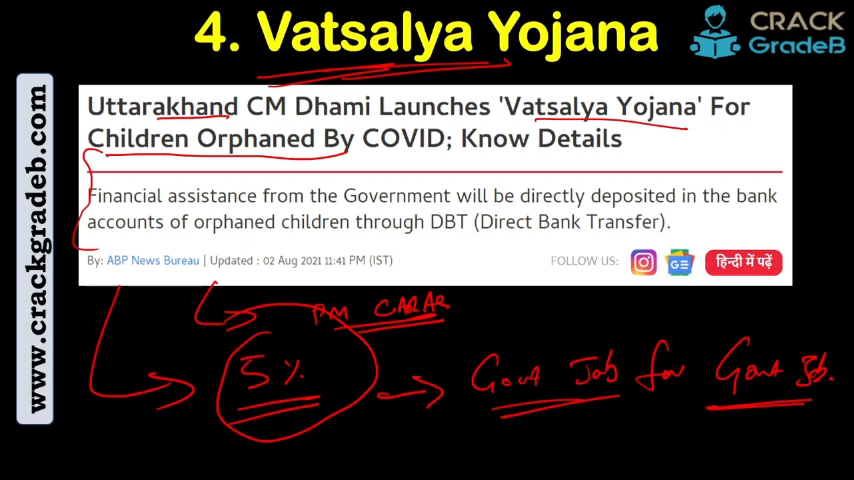 4. Vatsalya Yojana
CRACK
GradeB
www.crackgradeb.com
Uttarakhand CM Dhami Launches 'Vatsalya Yojana' For
Children Orphaned By COVID; Know Details
Financial assistance from the Government will be directly deposited in the bank
accounts of orphaned children through DBT (Direct Bank Transfer).
By: ABP News Bureau | Updated : 02 Aug 2021 11:41 PM (IST)
FOLLOW US:
हिन्दी में पढ़ें
PM
5% Govt Job for Govt Job.